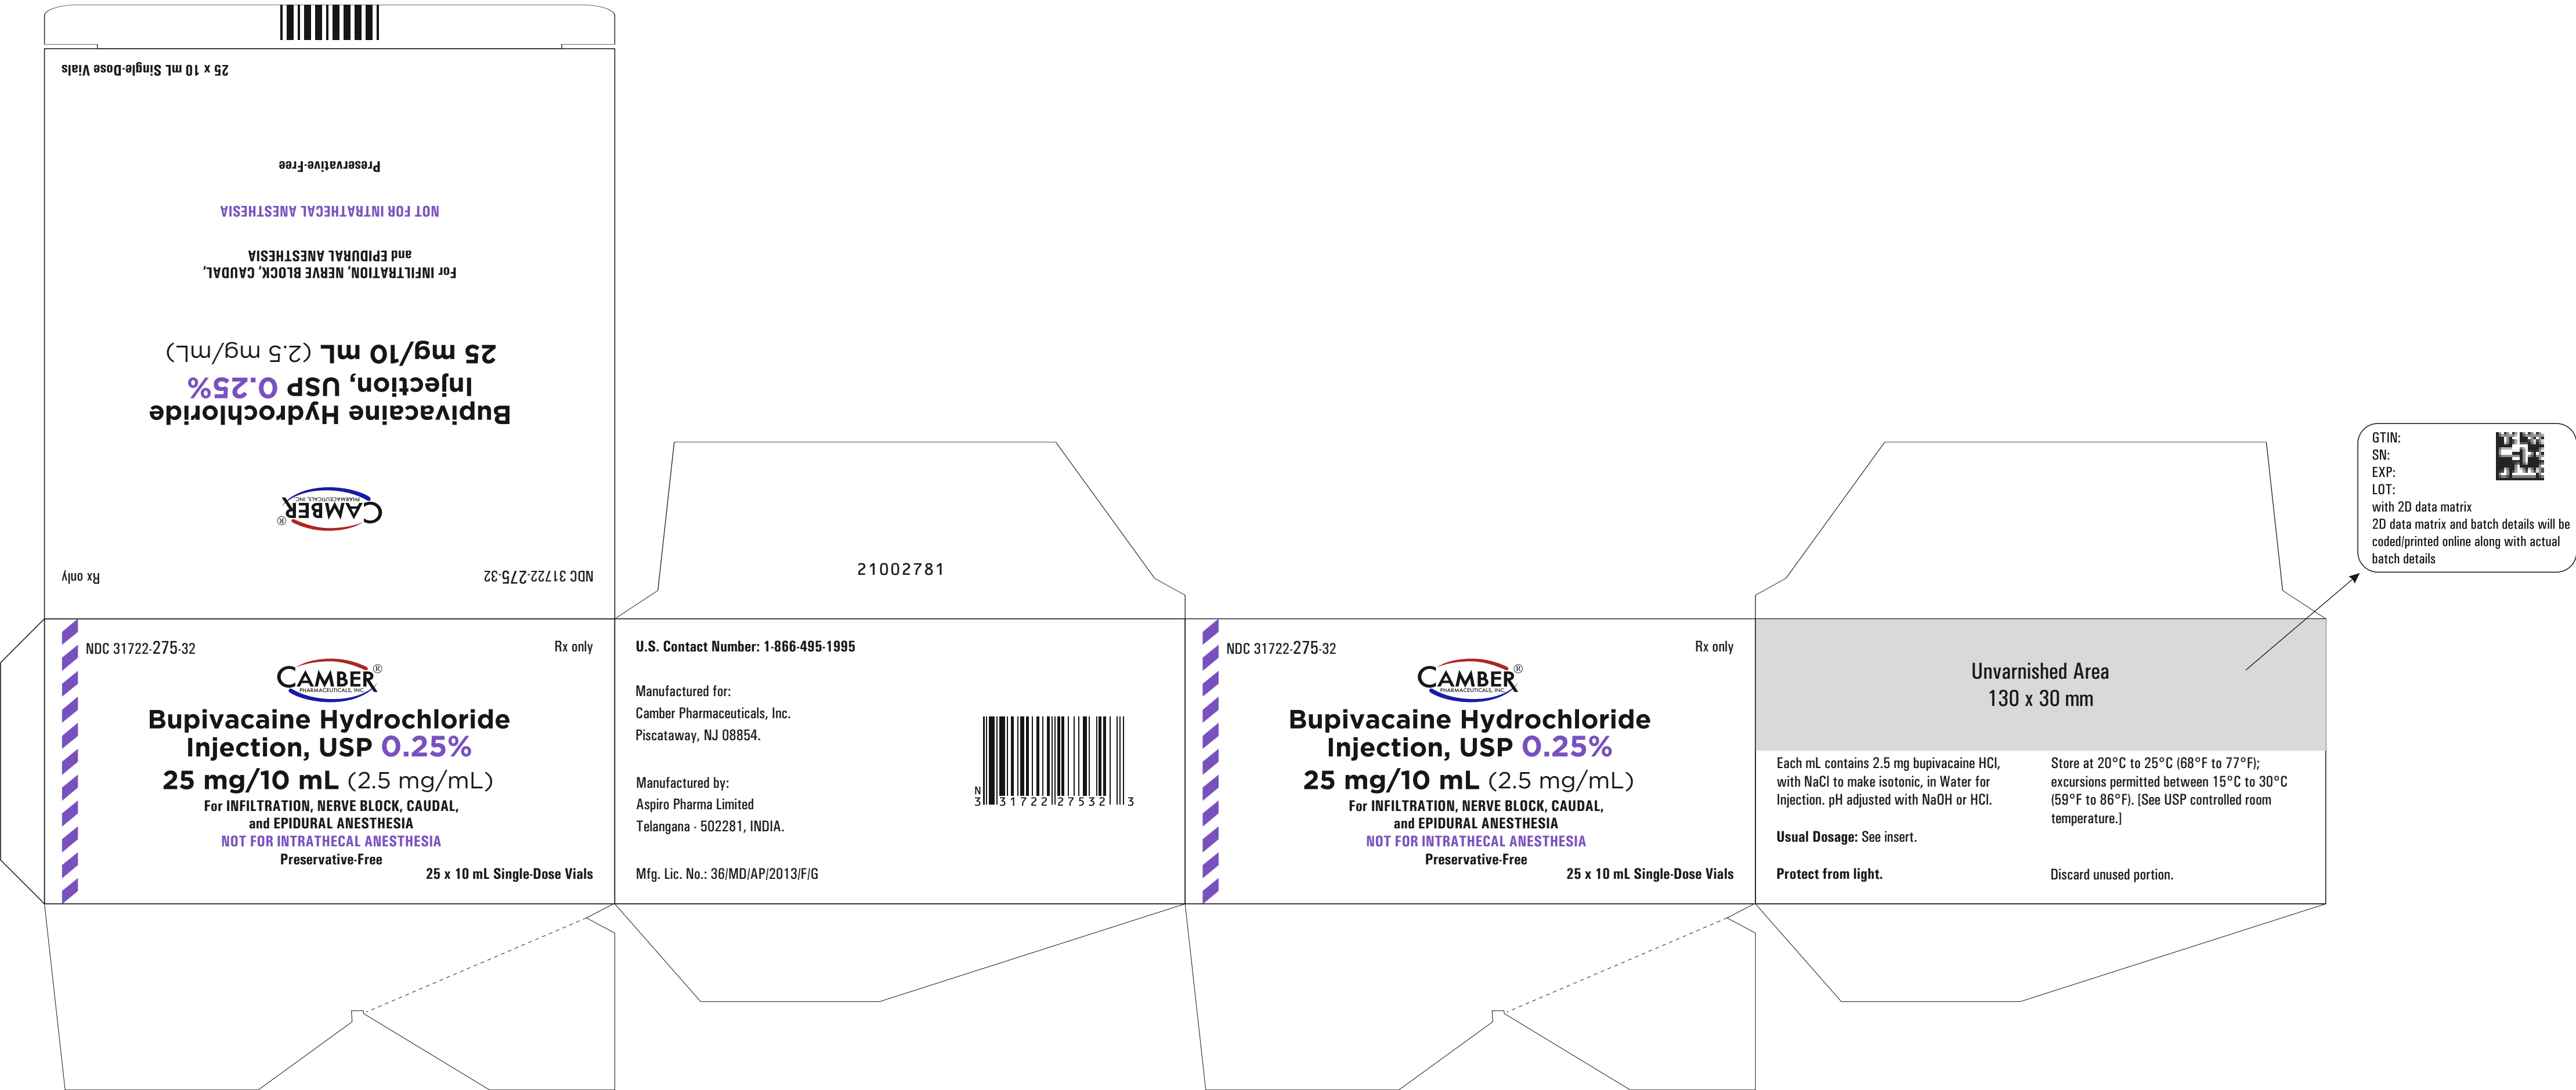 25 x 10 mL Single-Dose Vials
Preservative-Free
NOT FOR INTRATHECAL ANESTHESIA
For INFILTRATION, NERVE BLOCK, CAUDAL,
and EPIDURAL ANESTHESIA
25 mg/10 mL (2.5 mg/mL)
Bupivacaine Hydrochloride
Injection, USP 0.25%
CAMBER®
PHARMACEUTICALS, INC.
NDC 31722-275-32
Rx only
21002781
GTIN:
SN:
EXP:
LOT:
with 2D data matrix
2D data matrix and batch details will be
coded/printed online along with actual
batch details
NDC 31722-275-32
Rx only
CAMBER®
PHARMACEUTICALS, INC.
Bupivacaine Hydrochloride
Injection, USP 0.25%
25 mg/10 mL (2.5 mg/mL)
For INFILTRATION, NERVE BLOCK, CAUDAL,
and EPIDURAL ANESTHESIA
NOT FOR INTRATHECAL ANESTHESIA
Preservative-Free
25 x 10 mL Single-Dose Vials
U.S. Contact Number: 1-866-495-1995
Manufactured for:
Camber Pharmaceuticals, Inc.
Piscataway, NJ 08854.
Manufactured by:
Aspiro Pharma Limited
Telangana - 502281, INDIA.
Mfg. Lic. No.: 36/MD/AP/2013/F/G
N
3 31722 27532 3
NDC 31722-275-32
Rx only
CAMBER®
PHARMACEUTICALS, INC.
Bupivacaine Hydrochloride
Injection, USP 0.25%
25 mg/10 mL (2.5 mg/mL)
For INFILTRATION, NERVE BLOCK, CAUDAL,
and EPIDURAL ANESTHESIA
NOT FOR INTRATHECAL ANESTHESIA
Preservative-Free
25 x 10 mL Single-Dose Vials
Unvarnished Area
130 x 30 mm
Each mL contains 2.5 mg bupivacaine HCl,
with NaCl to make isotonic, in Water for
Injection. pH adjusted with NaOH or HCl.
Usual Dosage: See insert.
Protect from light.
Store at 20°C to 25°C (68°F to 77°F);
excursions permitted between 15°C to 30°C
(59°F to 86°F). [See USP controlled room
temperature.]
Discard unused portion.